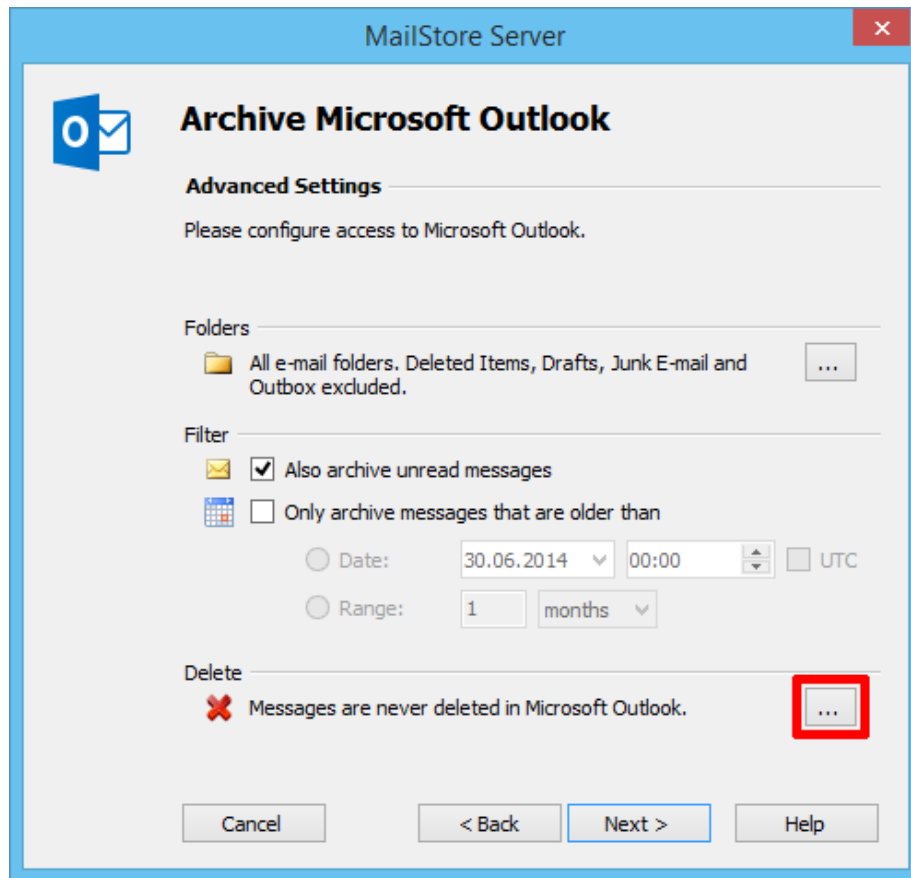 MailStore Server
Archive Microsoft Outlook
Advanced Settings
Please configure access to Microsoft Outlook.
Folders
All e-mail folders. Deleted Items, Drafts, Junk E-mail and
Outbox excluded.
...
Filter
Also archive unread messages
Only archive messages that are older than
Date: 30.06.2014 00:00 UTC
Range: 1 months
Delete
Messages are never deleted in Microsoft Outlook. ...
Cancel < Back Next > Help